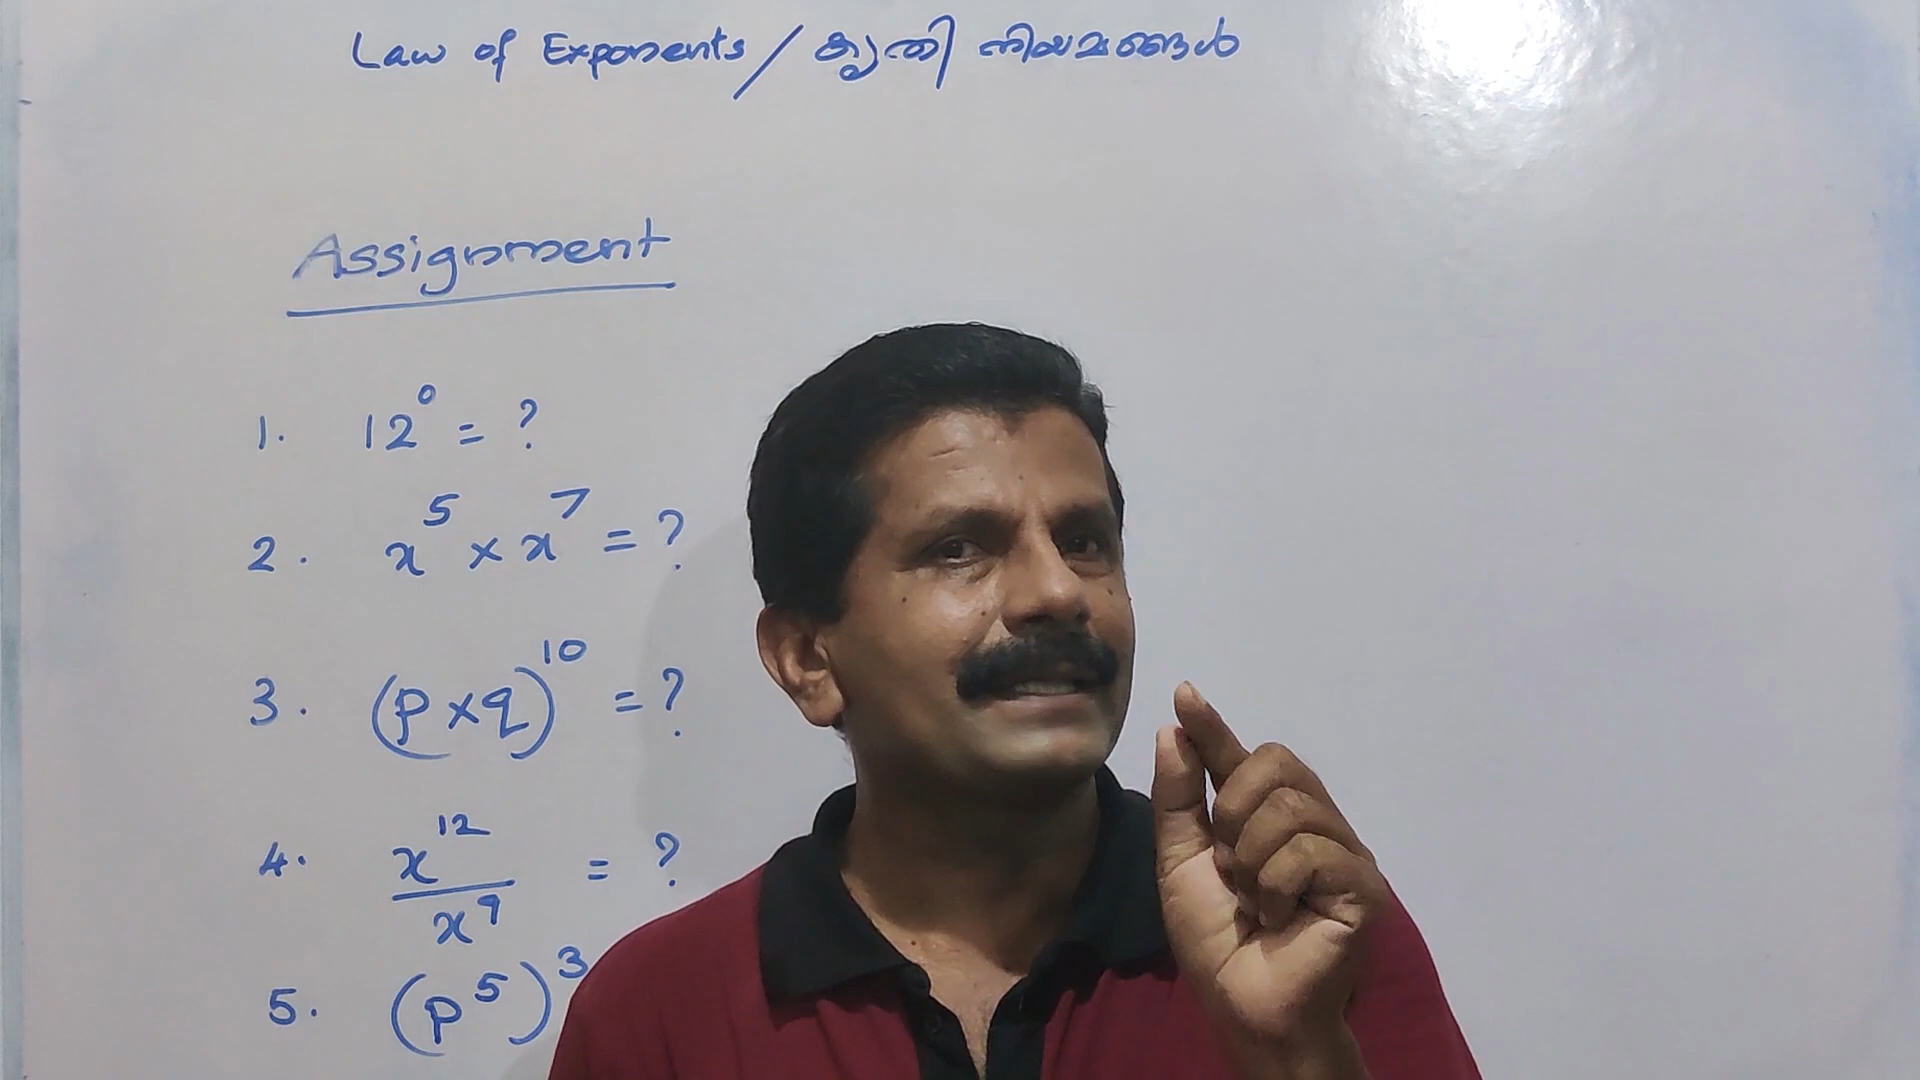 Law of Exponents / കൃതി നിയമങ്ങൾ
Assignment
1. 12⁰ = ?
2. x⁵ × x⁷ = ?
3. (p×q)¹⁰ = ?
4. x¹² / x⁹ = ?
5. (p⁵)³